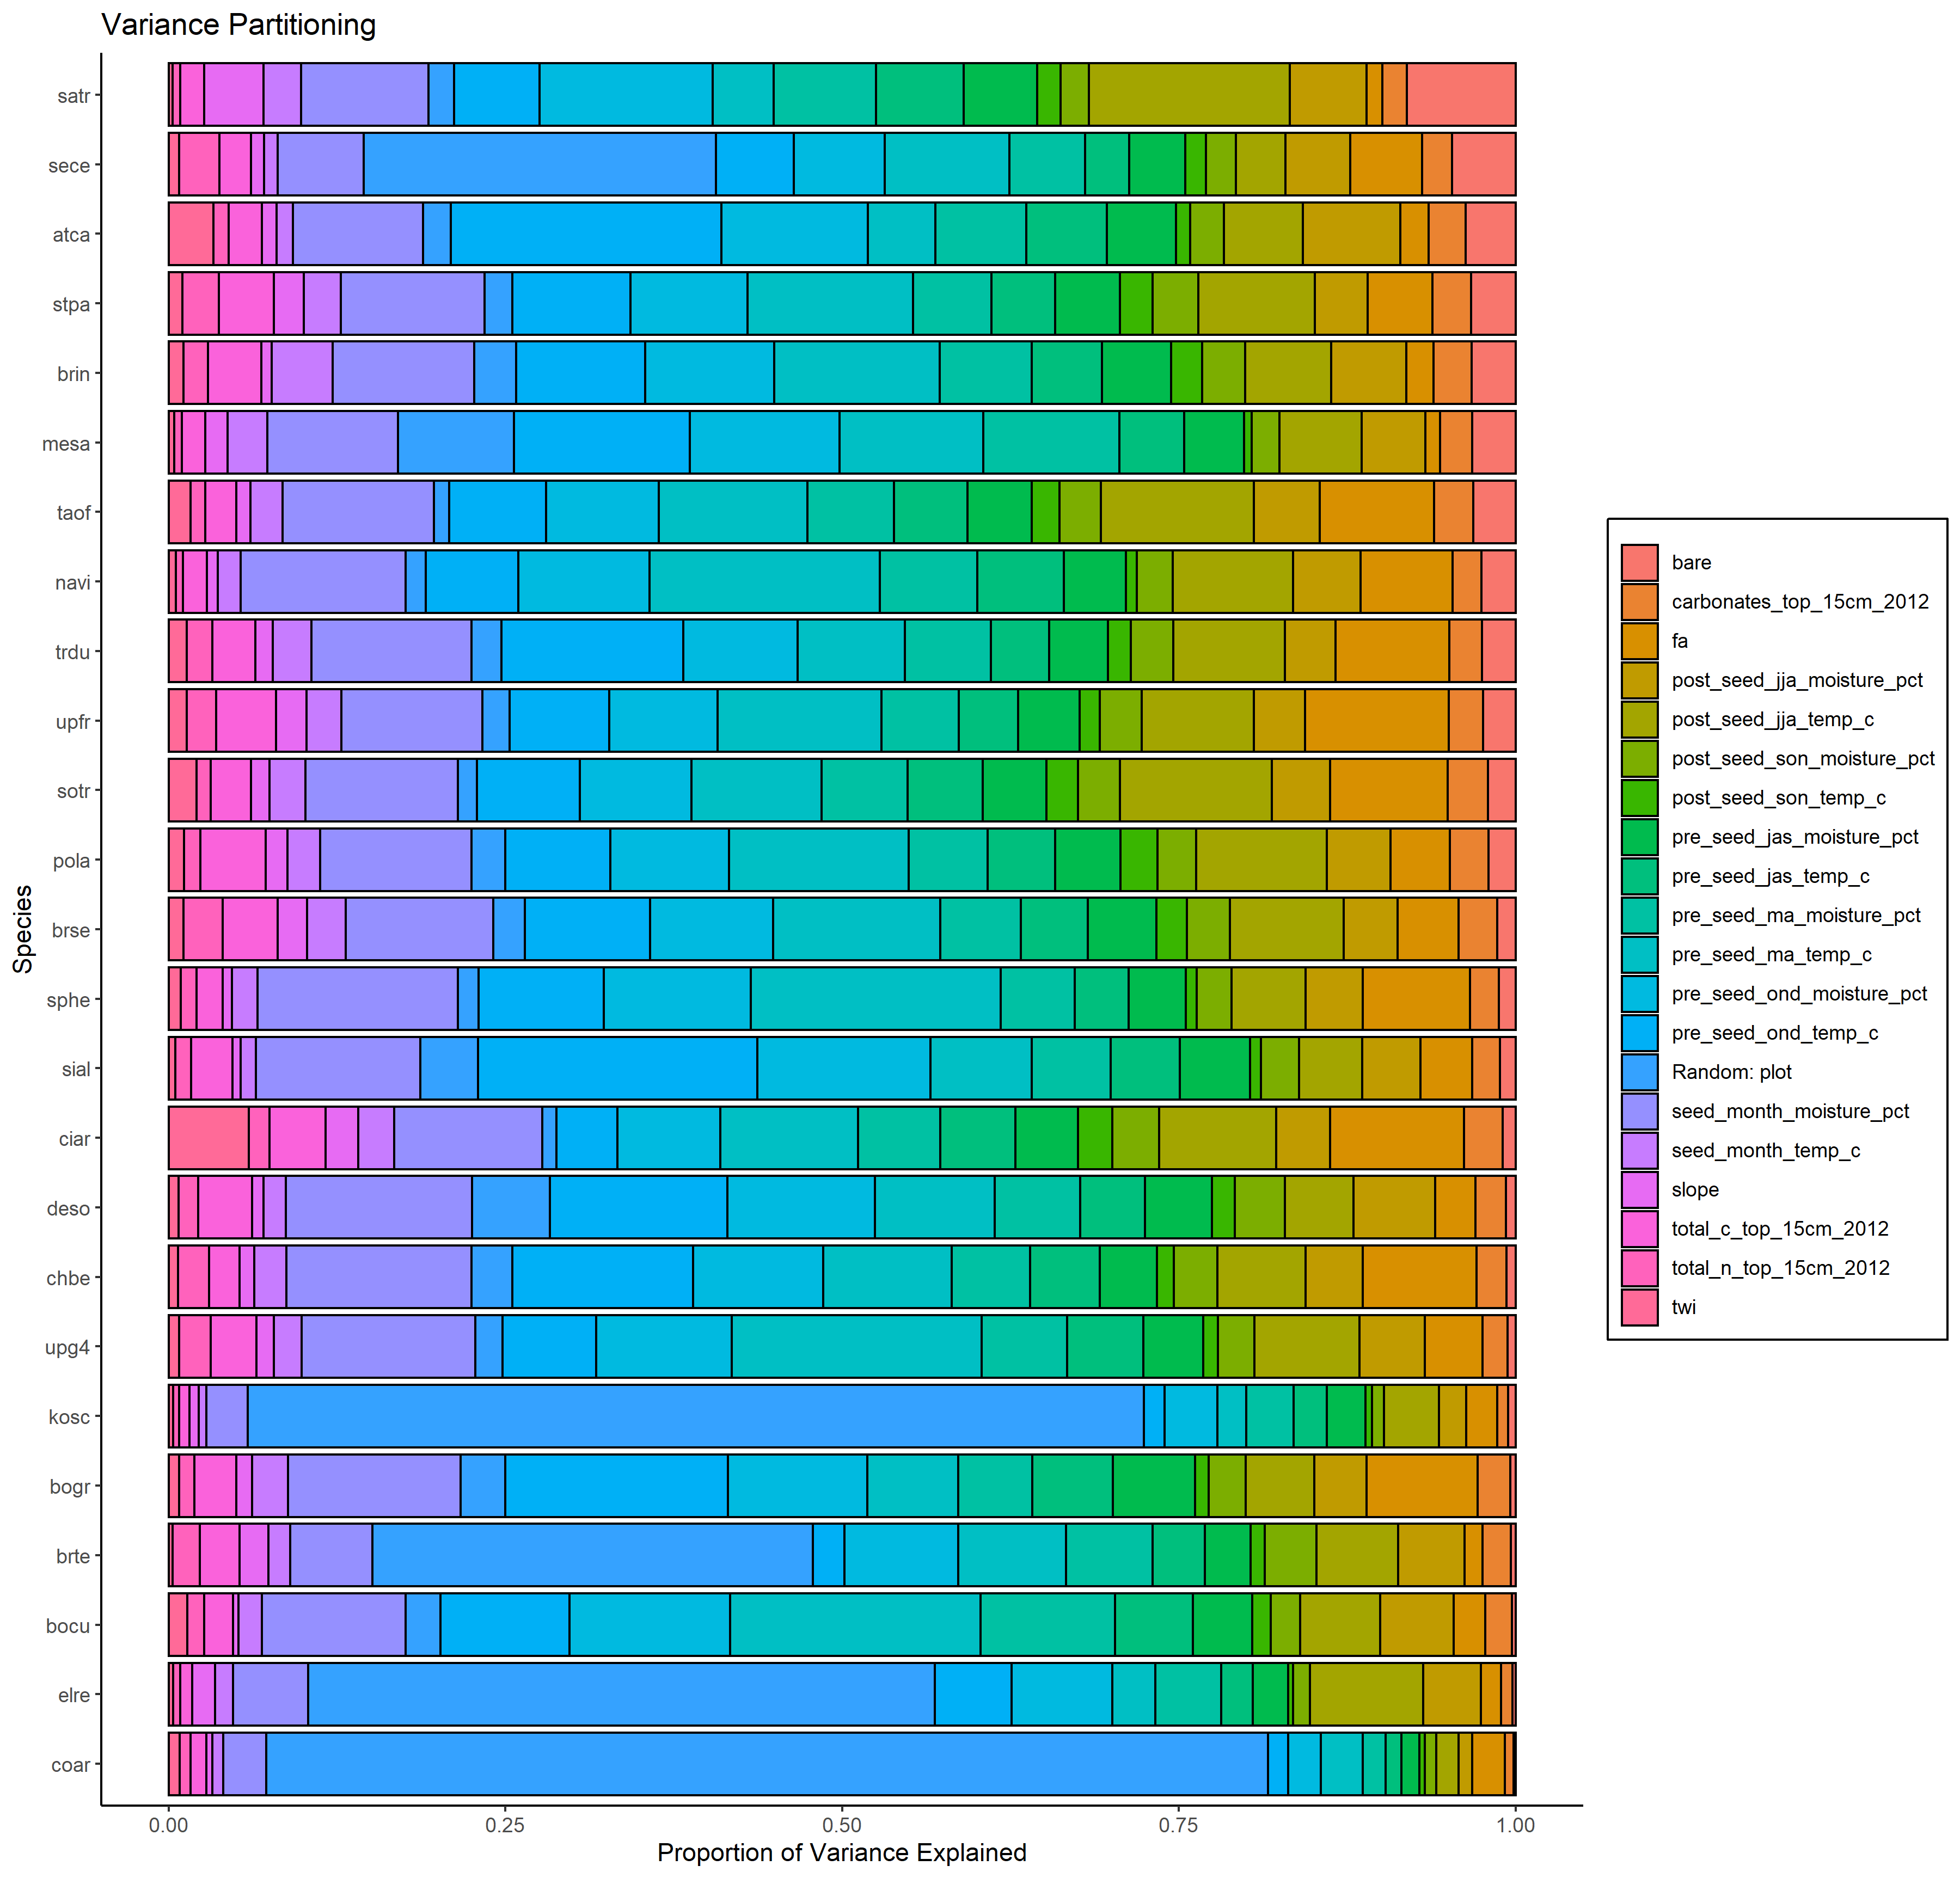 Variance Partitioning
satr
sece
atca
stpa
brin
mesa
taof
navi
trdu
upfr
sotr
pola
brse
sphe
sial
ciar
deso
chbe
upg4
kosc
bogr
brte
bocu
elre
coar
Species
0.00 0.25 0.50 0.75 1.00
Proportion of Variance Explained
bare
carbonates_top_15cm_2012
fa
post_seed_jja_moisture_pct
post_seed_jja_temp_c
post_seed_son_moisture_pct
post_seed_son_temp_c
pre_seed_jas_moisture_pct
pre_seed_jas_temp_c
pre_seed_ma_moisture_pct
pre_seed_ma_temp_c
pre_seed_ond_moisture_pct
pre_seed_ond_temp_c
Random: plot
seed_month_moisture_pct
seed_month_temp_c
slope
total_c_top_15cm_2012
total_n_top_15cm_2012
twi